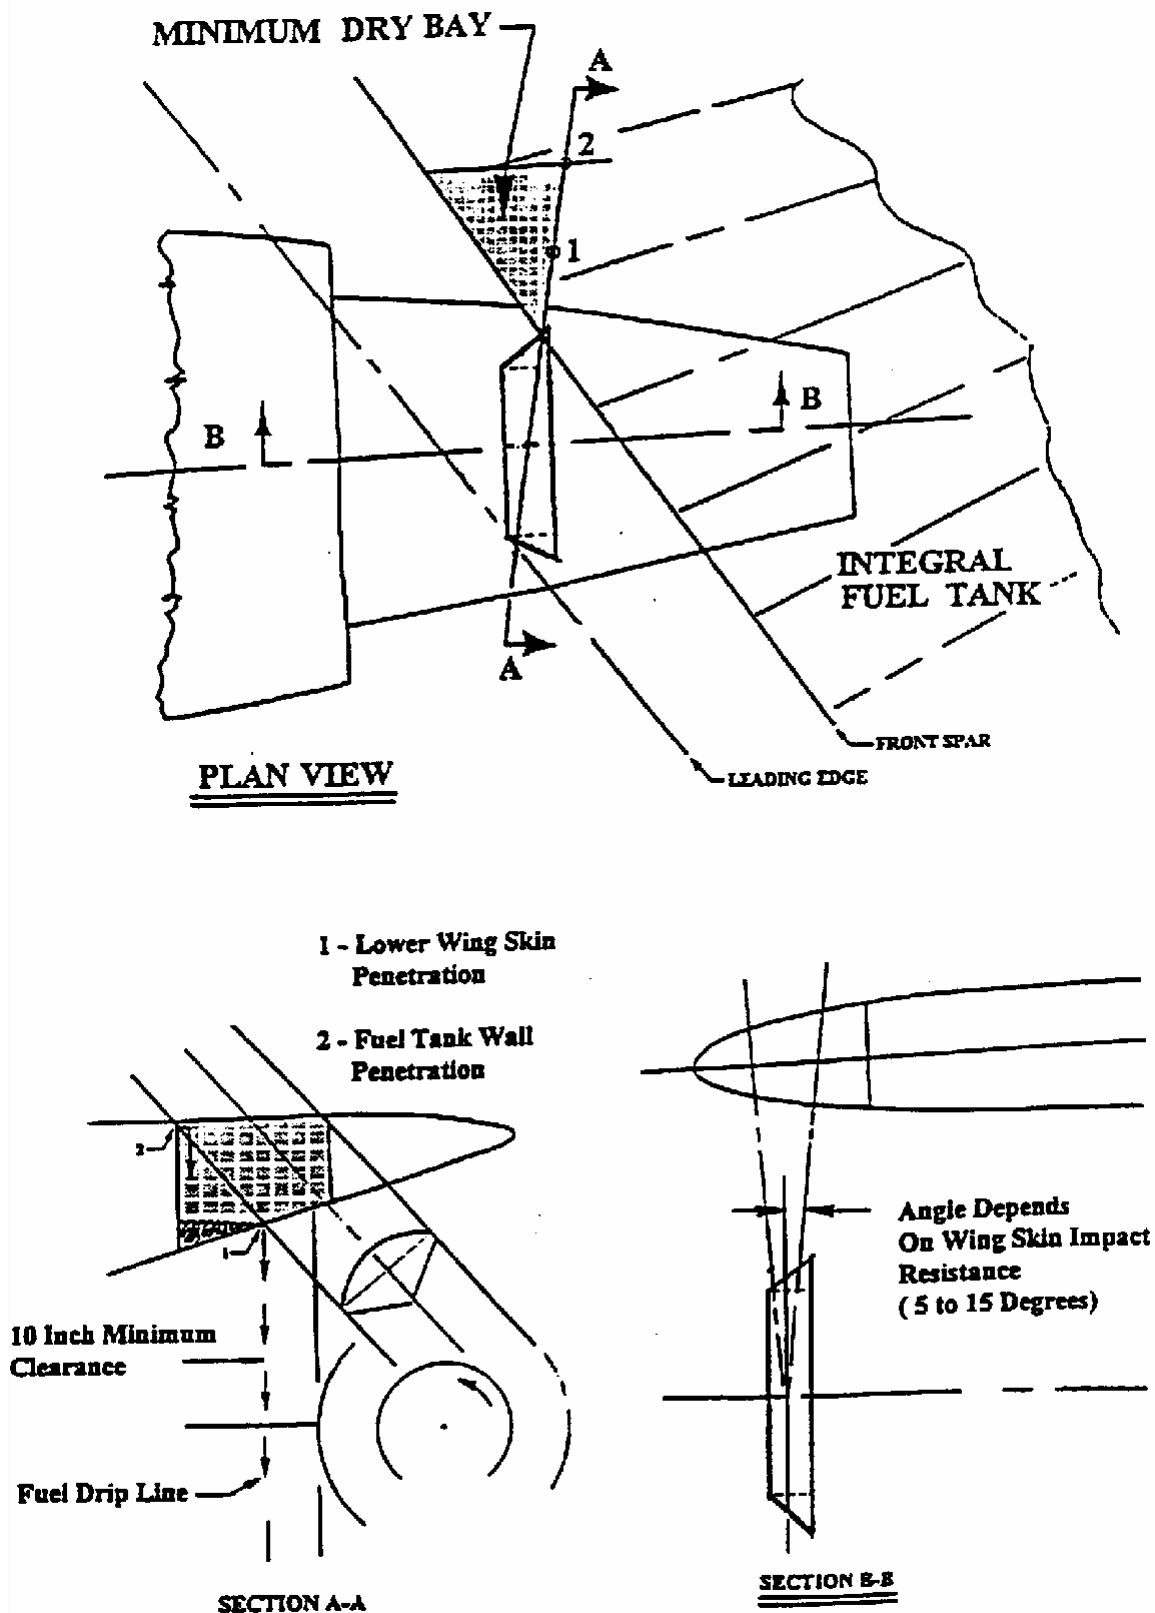 MINIMUM DRY BAY
A
2
1
B
B
INTEGRAL
FUEL TANK
A
FRONT SPAR
LEADING EDGE
PLAN VIEW
1 - Lower Wing Skin
Penetration
2 - Fuel Tank Wall
Penetration
2
1
Angle Depends
On Wing Skin Impact
Resistance
( 5 to 15 Degrees)
10 Inch Minimum
Clearance
Fuel Drip Line
SECTION A-A
SECTION B-B